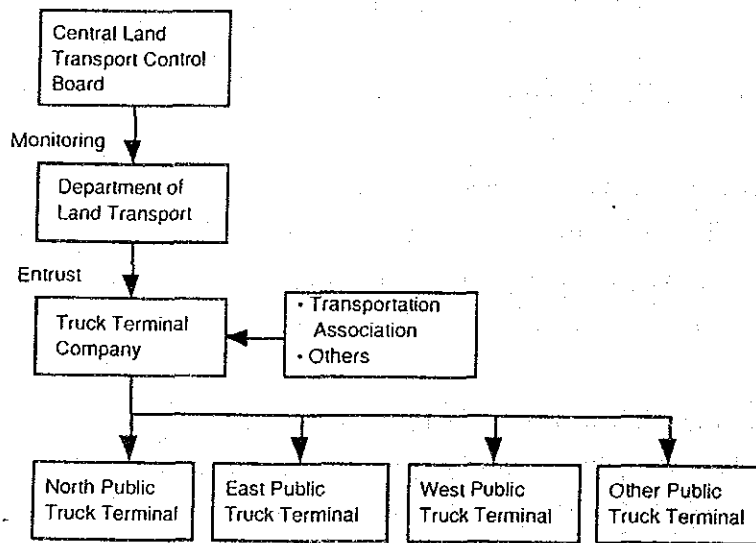 Central Land
Transport Control
Board
Monitoring
Department of
Land Transport
Entrust
Truck Terminal
Company
• Transportation
Association
• Others
North Public
Truck Terminal
East Public
Truck Terminal
West Public
Truck Terminal
Other Public
Truck Terminal